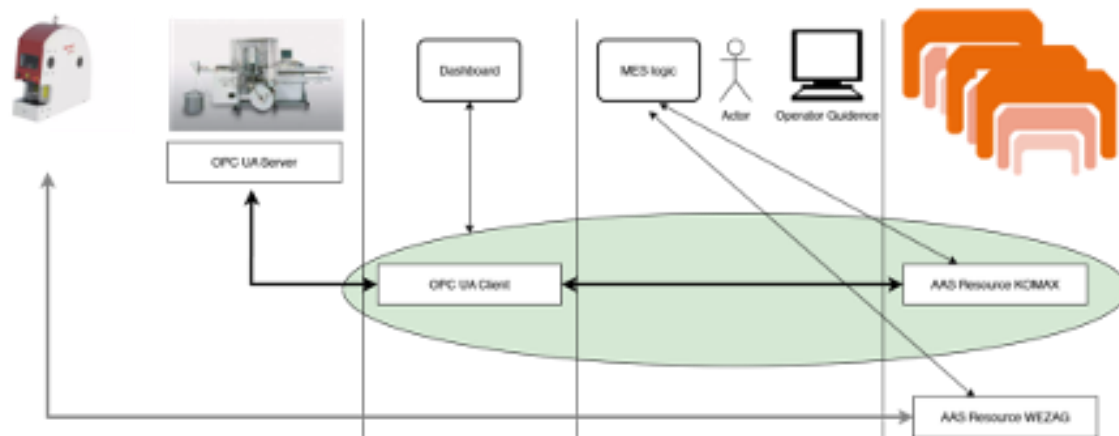 Dashboard
MES logic
Actor
Operator Guidence
OPC UA Server
OPC UA Client
AAS Resource KOMAX
AAS Resource WEZAG